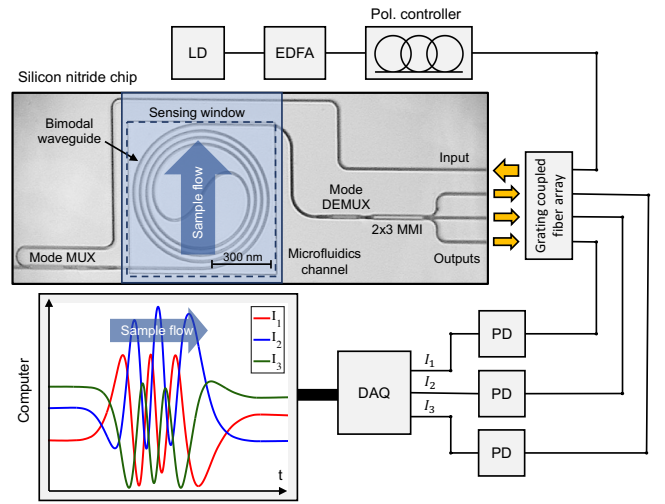 Pol. controller
LD
EDFA
Silicon nitride chip
Sensing window
Bimodal
waveguide
Sample flow
Input
Mode
DEMUX
2x3 MMI
Outputs
Mode MUX
300 nm
Microfluidics
channel
Grating coupled
fiber array
Computer
Sample flow
I₁
I₂
I₃
t
DAQ
I₁
I₂
I₃
PD
PD
PD